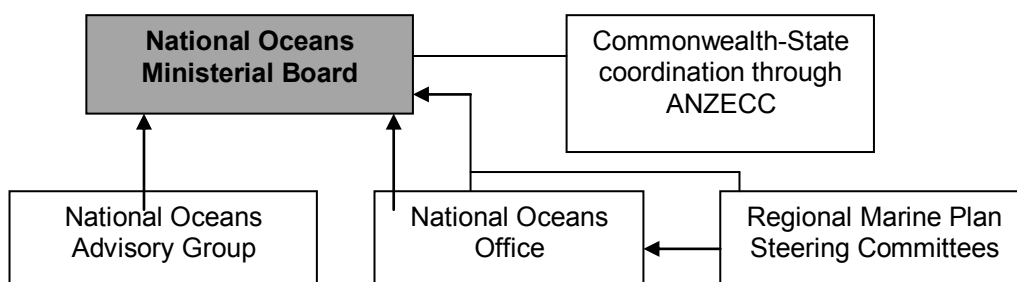 National Oceans
Ministerial Board
Commonwealth-State
coordination through
ANZECC
National Oceans
Advisory Group
National Oceans
Office
Regional Marine Plan
Steering Committees